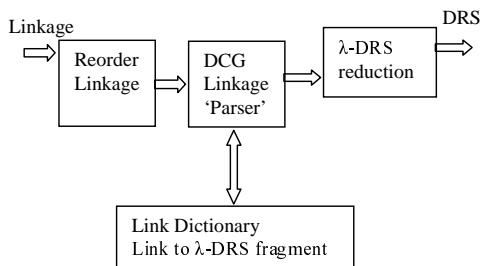 Linkage
Reorder
Linkage
DCG
Linkage
‘Parser’
λ-DRS
reduction
DRS
Link Dictionary
Link to λ-DRS fragment